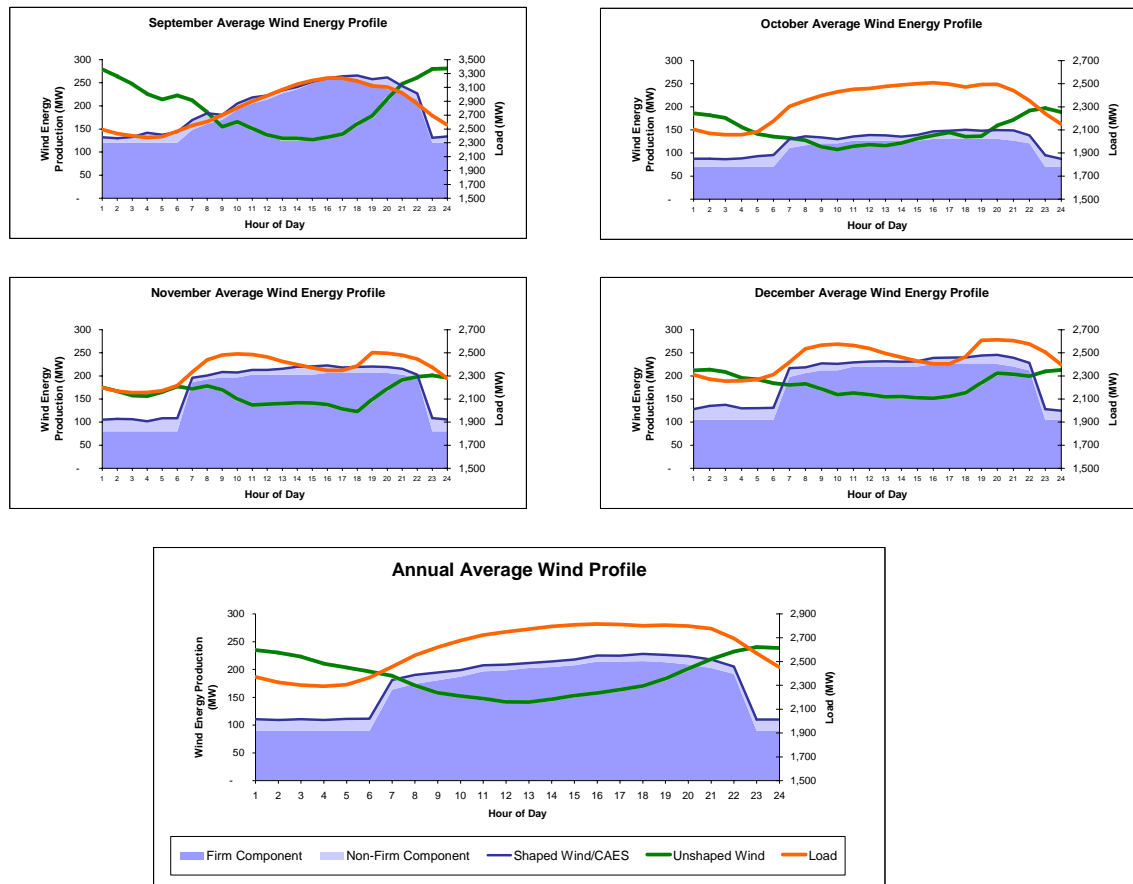 September Average Wind Energy Profile
300
250
200
150
100
50
-
3,500
3,300
3,100
2,900
2,700
2,500
2,300
2,100
1,900
1,700
1,500
1 2 3 4 5 6 7 8 9 10 11 12 13 14 15 16 17 18 19 20 21 22 23 24
Hour of Day
Wind Energy
Production (MW)
Load (MW)
October Average Wind Energy Profile
300
250
200
150
100
50
-
2,700
2,500
2,300
2,100
1,900
1,700
1,500
1 2 3 4 5 6 7 8 9 10 11 12 13 14 15 16 17 18 19 20 21 22 23 24
Hour of Day
Wind Energy
Production (MW)
Load (MW)
November Average Wind Energy Profile
300
250
200
150
100
50
-
2,700
2,500
2,300
2,100
1,900
1,700
1,500
1 2 3 4 5 6 7 8 9 10 11 12 13 14 15 16 17 18 19 20 21 22 23 24
Hour of Day
Wind Energy
Production (MW)
Load (MW)
December Average Wind Energy Profile
300
250
200
150
100
50
-
2,700
2,500
2,300
2,100
1,900
1,700
1,500
1 2 3 4 5 6 7 8 9 10 11 12 13 14 15 16 17 18 19 20 21 22 23 24
Hour of Day
Wind Energy
Production (MW)
Load (MW)
Annual Average Wind Profile
300
250
200
150
100
50
-
2,900
2,700
2,500
2,300
2,100
1,900
1,700
1,500
1 2 3 4 5 6 7 8 9 10 11 12 13 14 15 16 17 18 19 20 21 22 23 24
Hour of Day
Wind Energy Production
(MW)
Load (MW)
Firm Component Non-Firm Component Shaped Wind/CAES Unshaped Wind Load